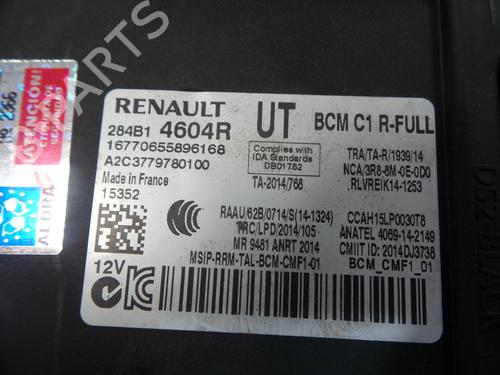 RENAULT UT BCM C1 R-FULL
284B1 4604R
16770655896168
A2C3779780100
Made in France
15352
Complies with
IDA Standards
DB01752
TA-2014/768
TRA/TA-R/1939/14
NCA/3R8-8M-0E-0D0
RLVREIK14-1253
RAAU/62B/0714/S(14-1324)
TRC/LPD/2014/105
MR 9481 ANRT 2014
MSIP-RRM-TAL-BCM-CMF1-01
CCAH15LP0030T8
ANATEL 4069-14-2149
CMIIT ID: 2014DJ3738
BCM_CMF1_01
12V
¡ATENCIÓN!